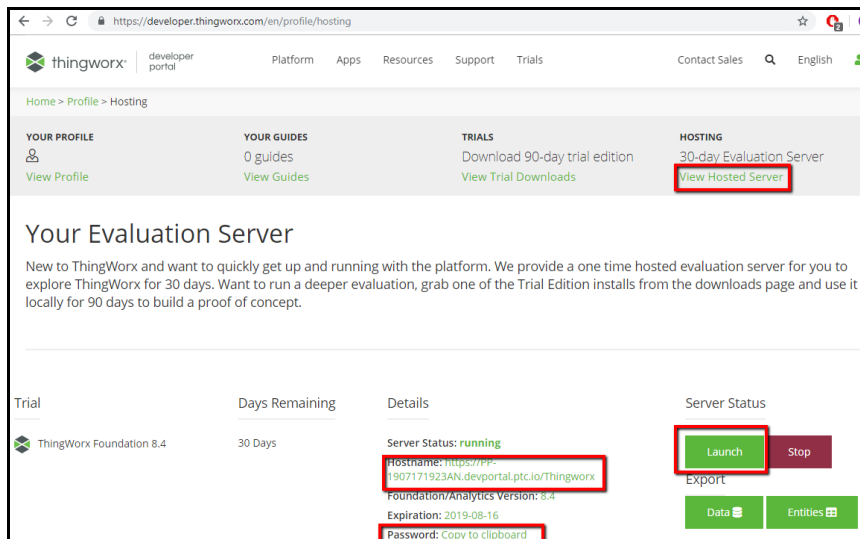 https://developer.thingworx.com/en/profile/hosting
2
thingworx
developer
portal
Platform Apps Resources Support Trials Contact Sales English
Home > Profile > Hosting
YOUR PROFILE YOUR GUIDES TRIALS HOSTING
0 guides Download 90-day trial edition 30-day Evaluation Server
View Profile View Guides View Trial Downloads View Hosted Server
Your Evaluation Server
New to ThingWorx and want to quickly get up and running with the platform. We provide a one time hosted evaluation server for you to
explore ThingWorx for 30 days. Want to run a deeper evaluation, grab one of the Trial Edition installs from the downloads page and use it
locally for 90 days to build a proof of concept.
Trial Days Remaining Details Server Status
ThingWorx Foundation 8.4 30 Days Server Status: running
Launch Stop
Hostname: https://PP-
1907171923AN.devportal.ptc.io/Thingworx
Export
Foundation/Analytics Version: 8.4
Data Entities
Expiration: 2019-08-16
Password: Copy to clipboard